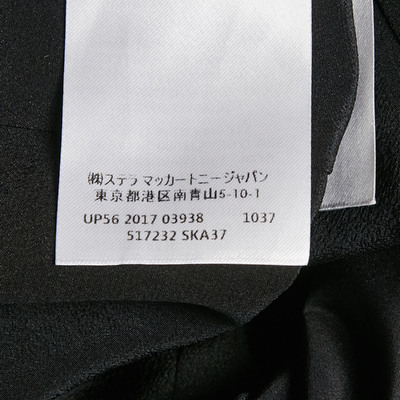 ㈱ステラ マッカートニージャパン
東京都港区南青山5-10-1
UP56 2017 03938 1037
517232 SKA37